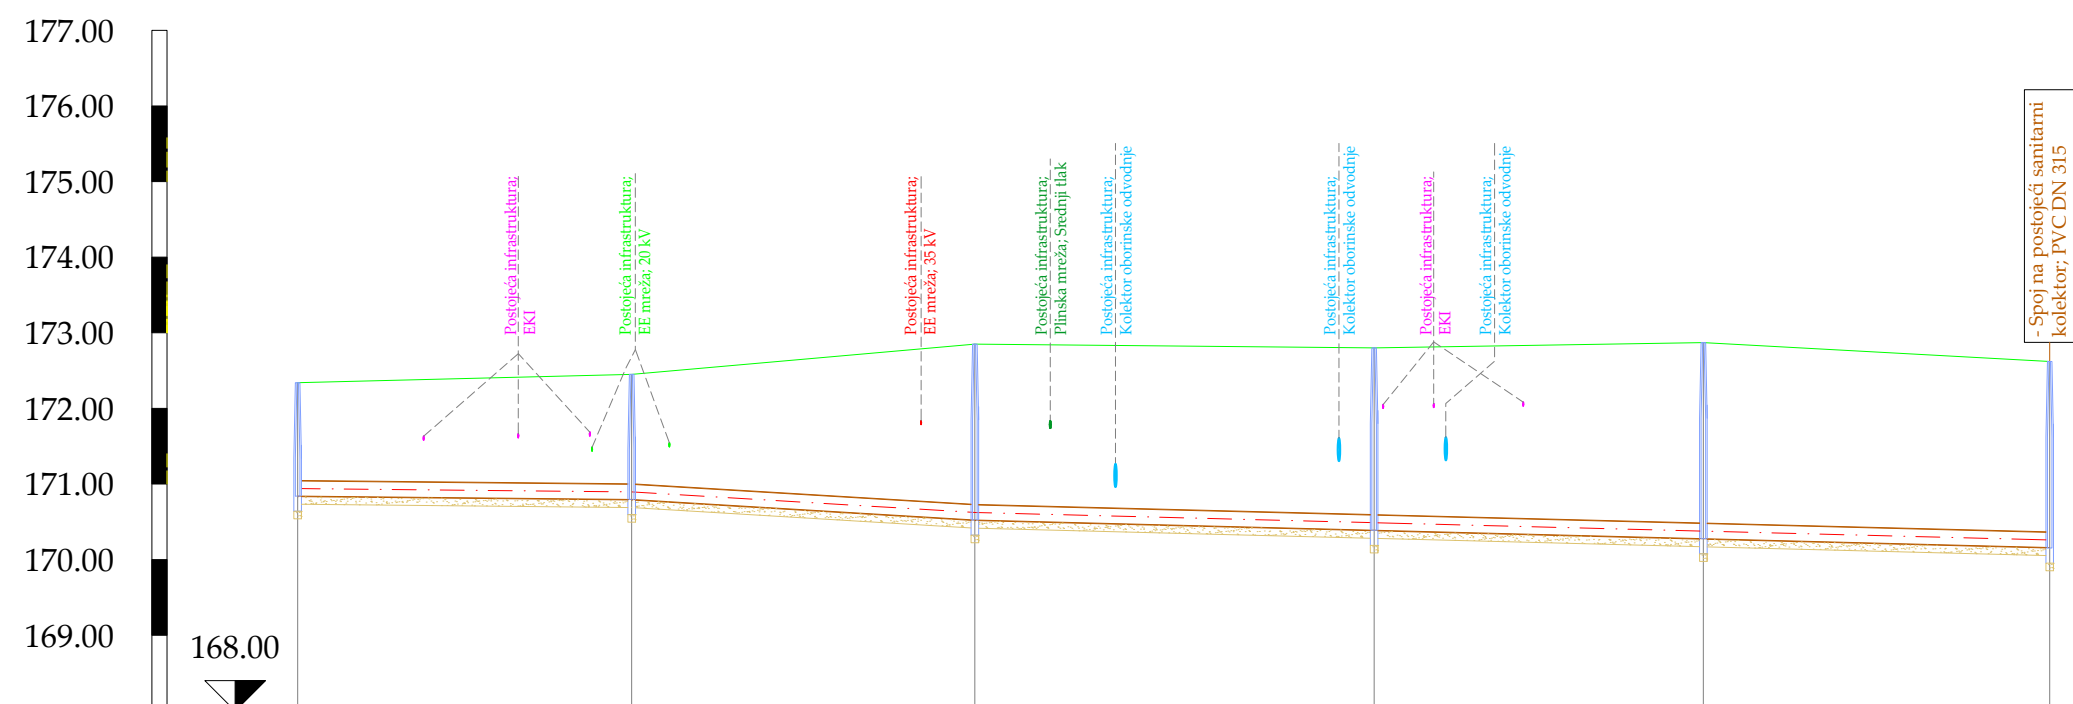 177.00
176.00
175.00
174.00
173.00
172.00
171.00
170.00
169.00
168.00
Postojeća infrastruktura;
EKI
Postojeća infrastruktura;
EE mreža; 20 kV
Postojeća infrastruktura;
EE mreža; 35 kV
Postojeća infrastruktura;
Plinska mreža; Srednji tlak
Postojeća infrastruktura;
Kolektor oborinske odvodnje
Postojeća infrastruktura;
Kolektor oborinske odvodnje
Postojeća infrastruktura;
EKI
Postojeća infrastruktura;
Kolektor oborinske odvodnje
- Spoj na postojeći sanitarni
kolektor; PVC DN 315